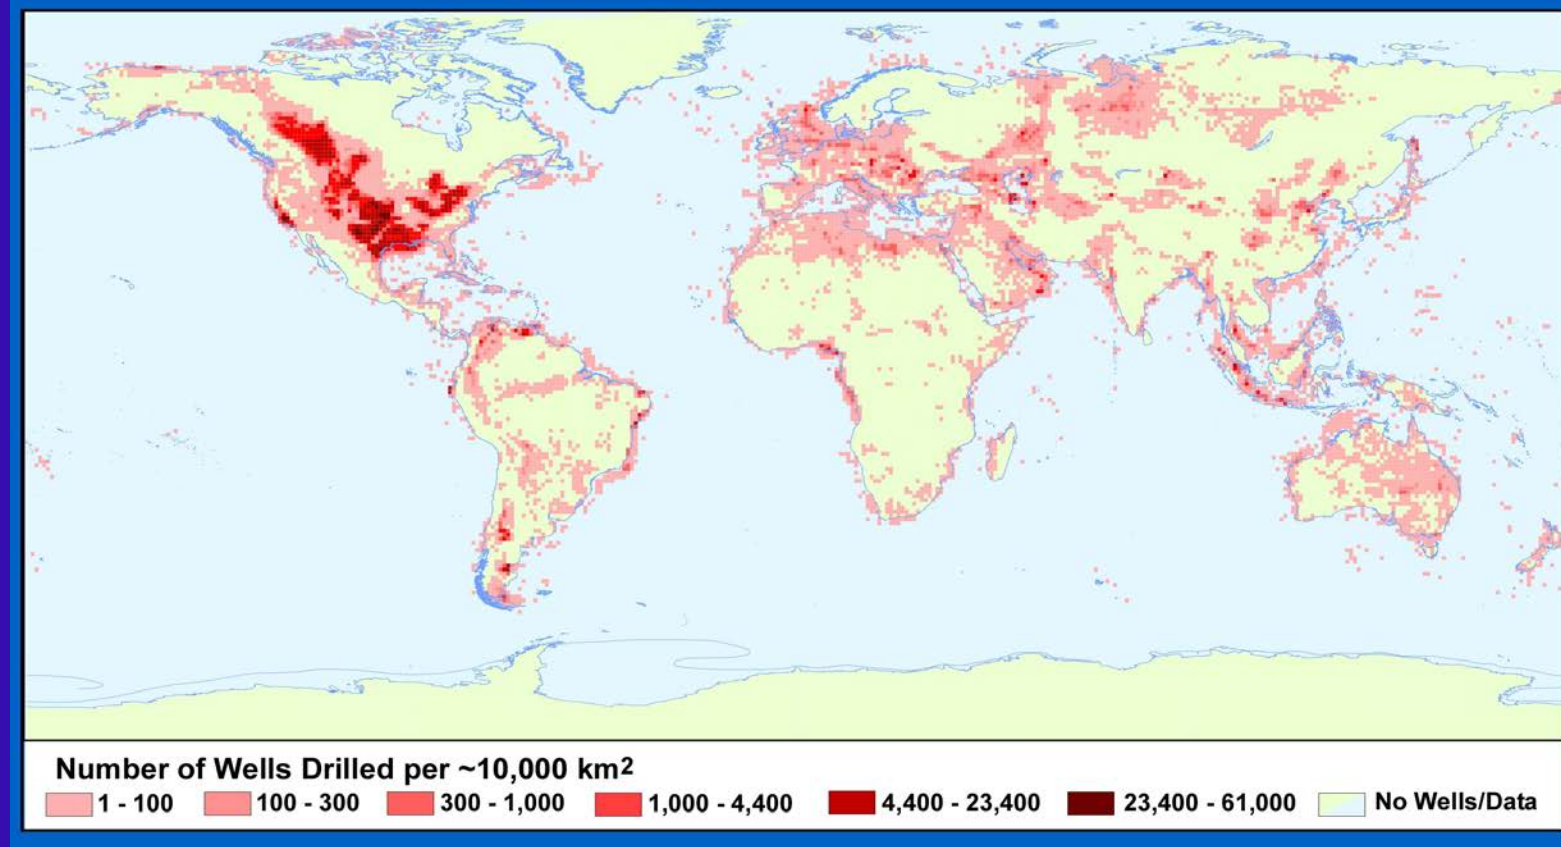 Number of Wells Drilled per ~10,000 km²
1 - 100 100 - 300 300 - 1,000 1,000 - 4,400 4,400 - 23,400 23,400 - 61,000 No Wells/Data